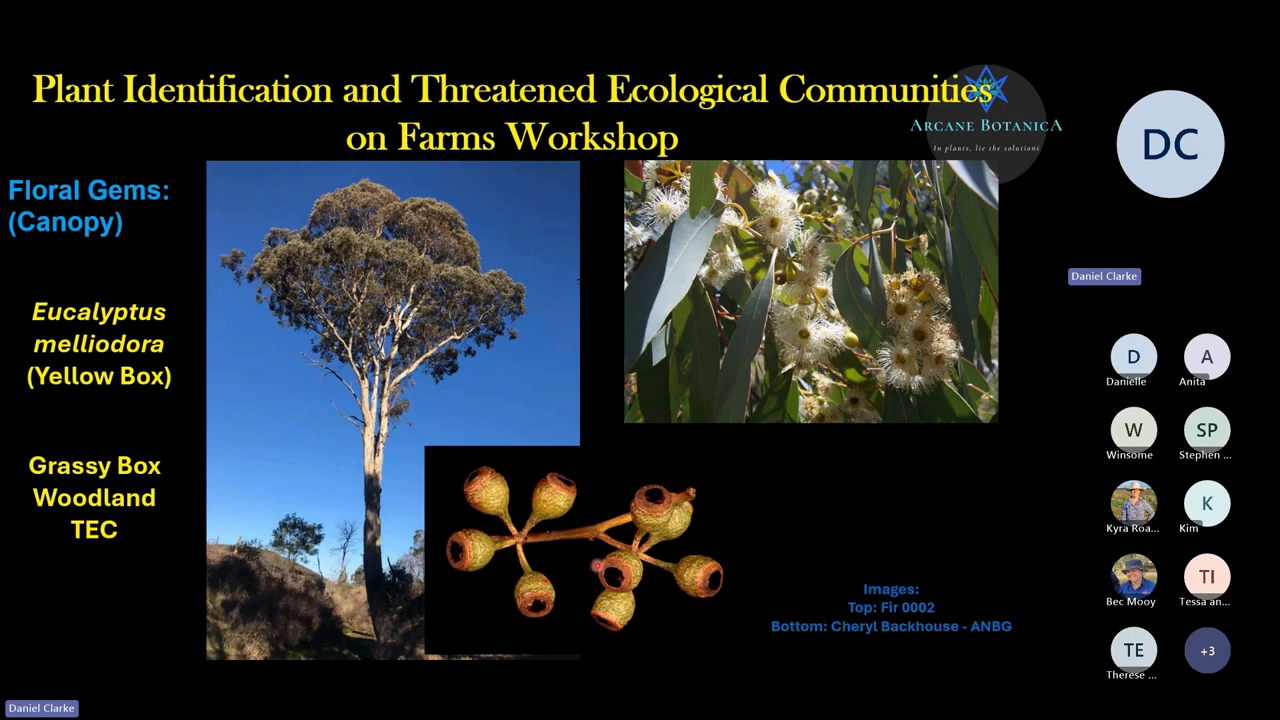 Plant Identification and Threatened Ecological Communities
on Farms Workshop
ARCANE BOTANICA
In plants, lie the solutions
Floral Gems:
(Canopy)
Eucalyptus
melliodora
(Yellow Box)
Grassy Box
Woodland
TEC
Images:
Top: Fir 0002
Bottom: Cheryl Backhouse - ANBG
DC
Daniel Clarke
D
Danielle
A
Anita
W
Winsome
SP
Stephen ...
Kyra Roa...
K
Kim
Bec Mooy
TI
Tessa an...
TE
Therese ...
+3
Daniel Clarke